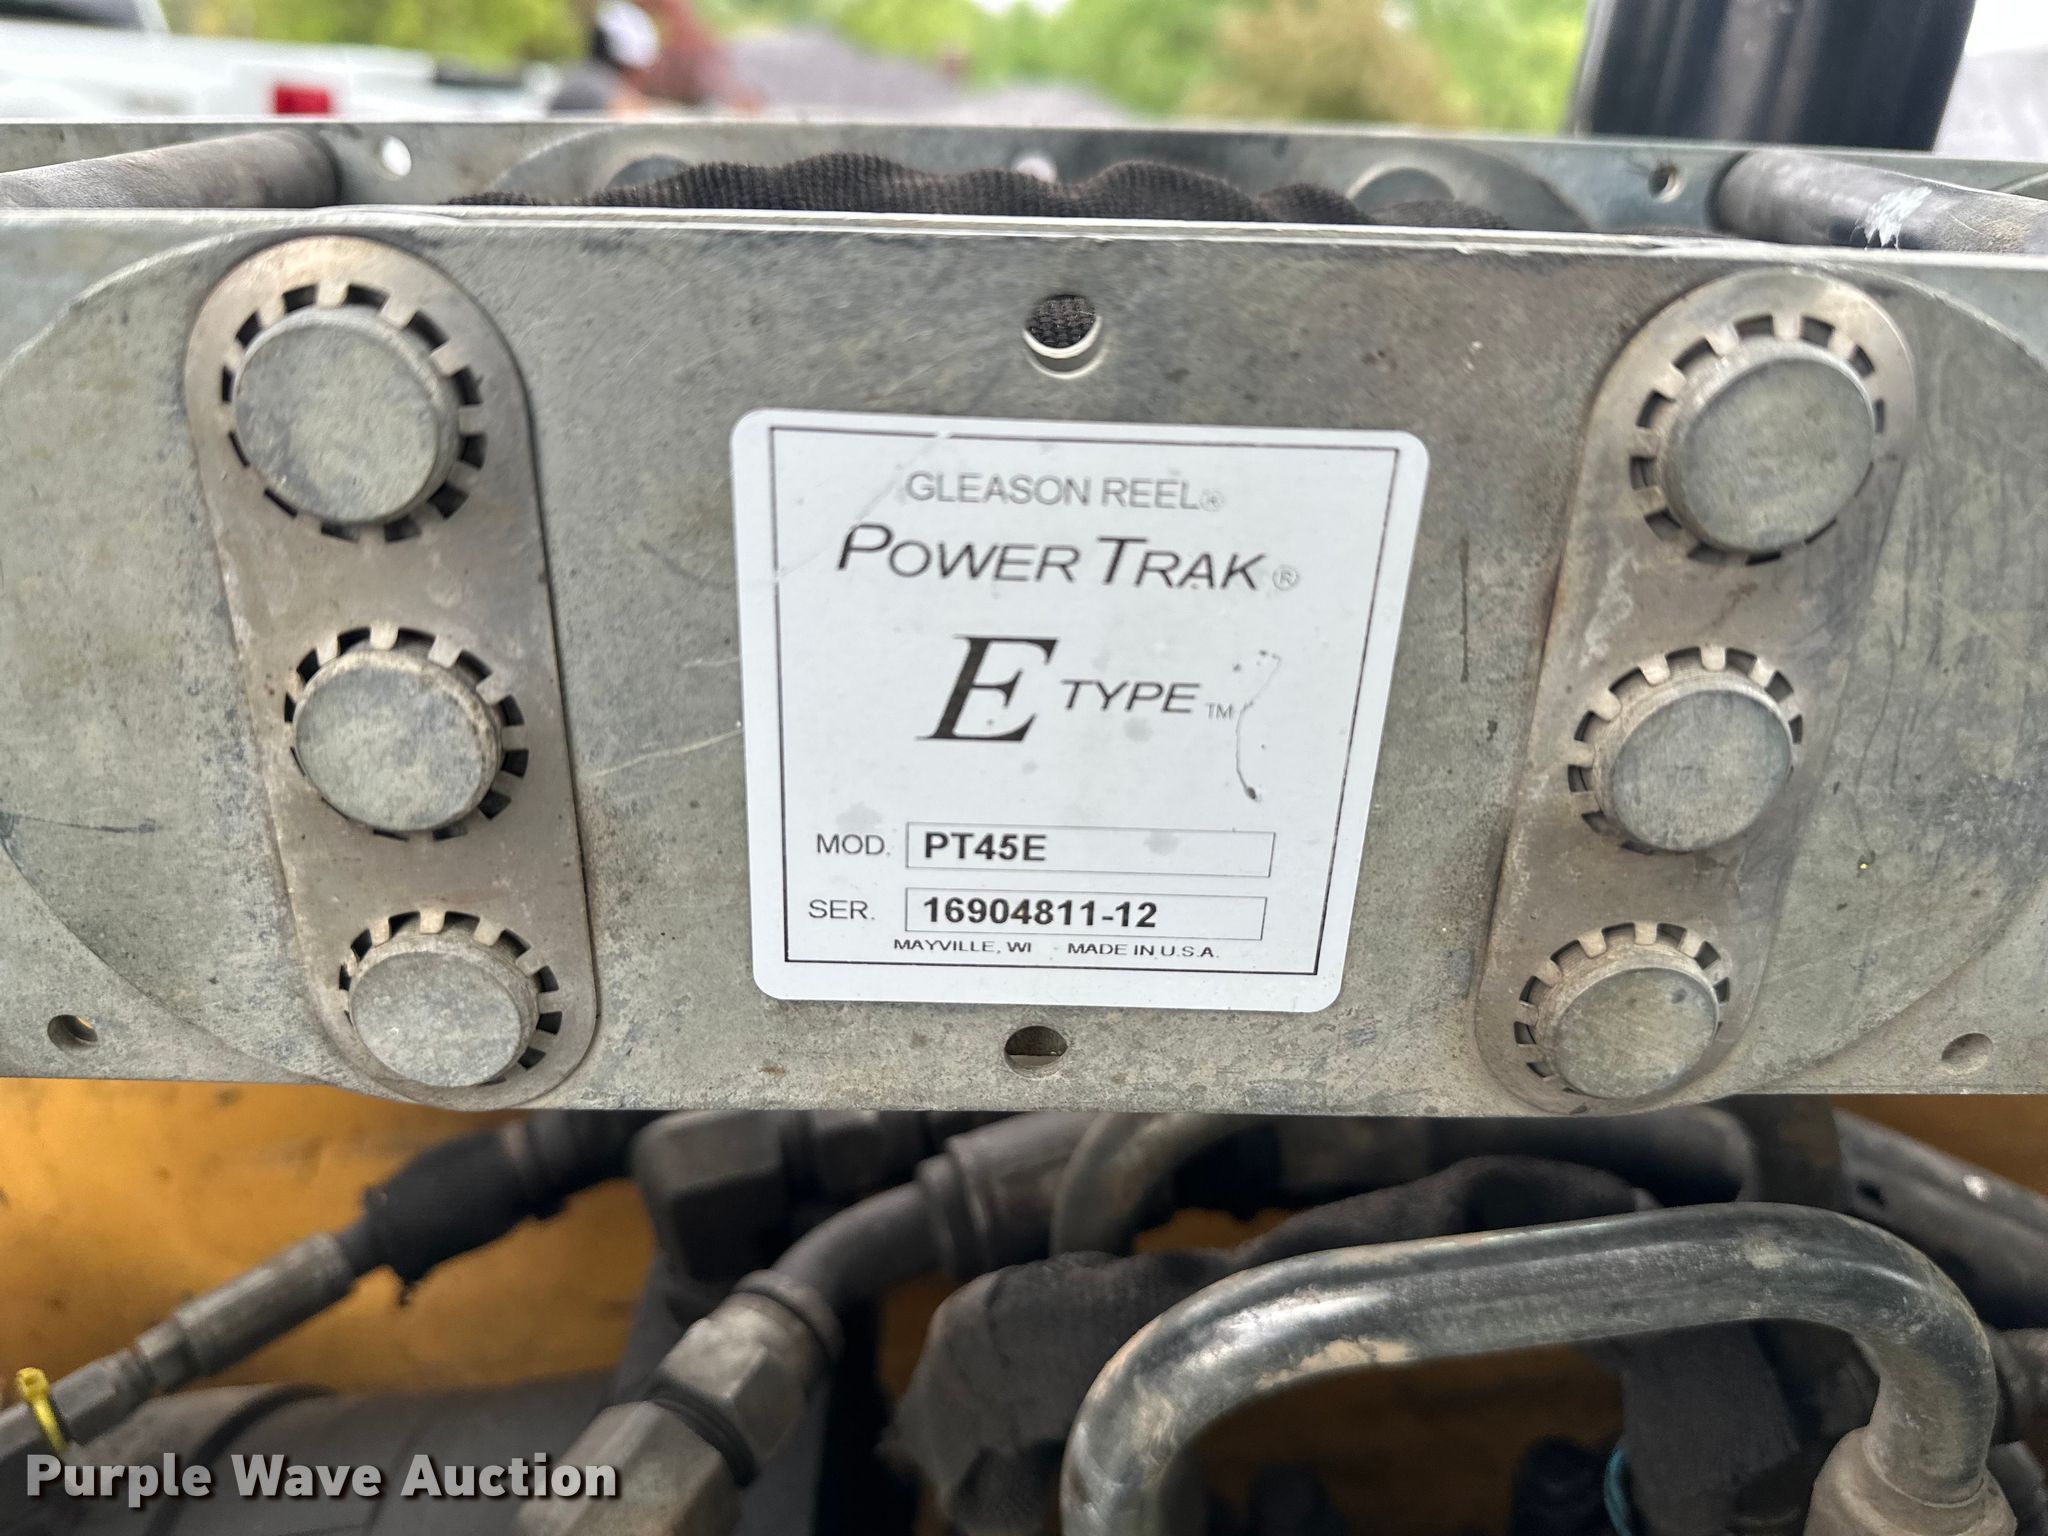 GLEASON REEL®
POWER TRAK®
E TYPE™
MOD. PT45E
SER. 16904811-12
MAYVILLE, WI MADE IN U.S.A.
Purple Wave Auction